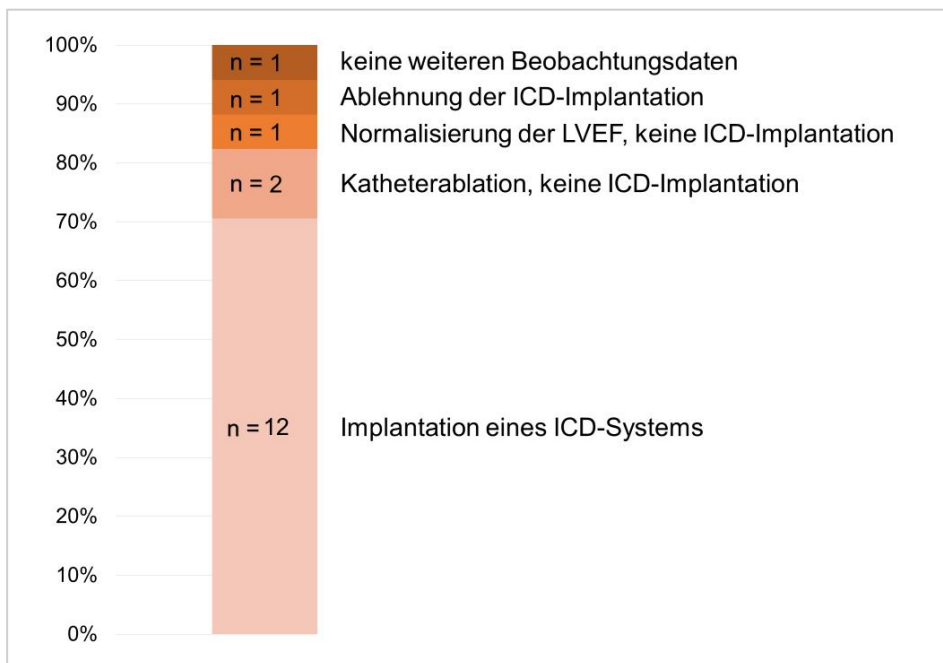 100%
n = 1 keine weiteren Beobachtungsdaten
90%
n = 1 Ablehnung der ICD-Implantation
n = 1 Normalisierung der LVEF, keine ICD-Implantation
80%
n = 2 Katheterablation, keine ICD-Implantation
70%
60%
50%
40%
n = 12 Implantation eines ICD-Systems
30%
20%
10%
0%